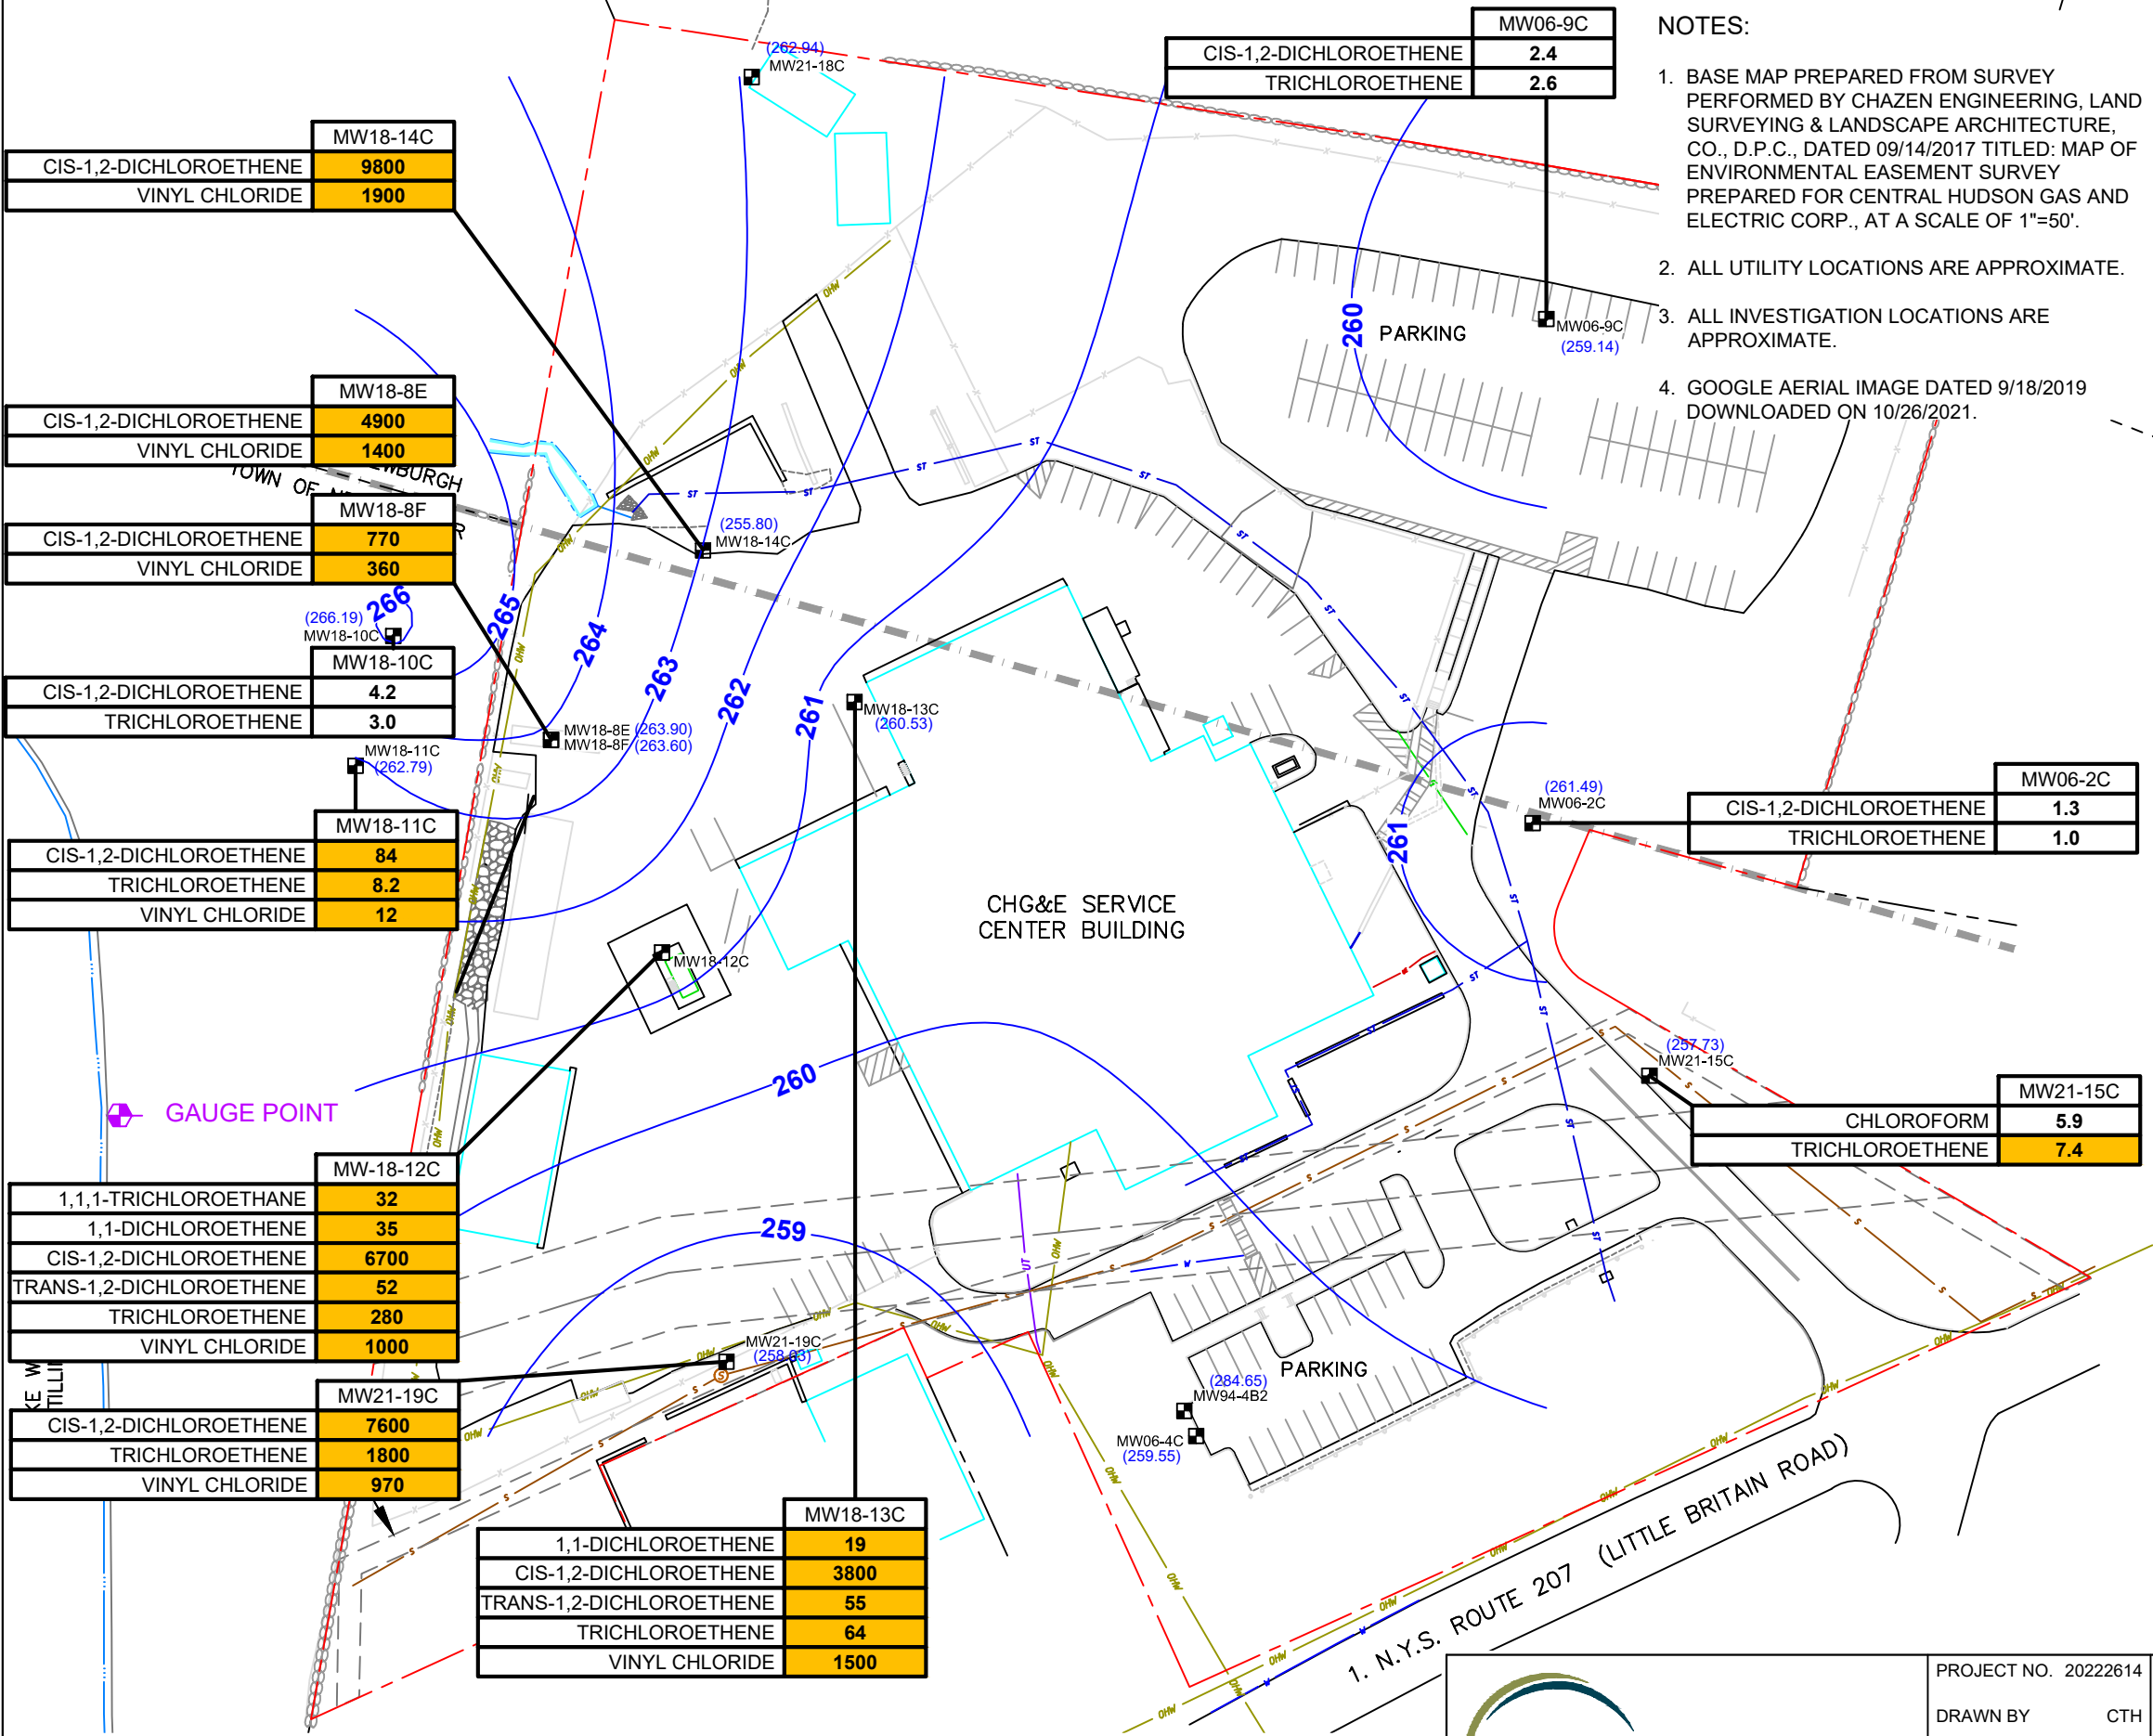 NOTES:
1. BASE MAP PREPARED FROM SURVEY
PERFORMED BY CHAZEN ENGINEERING, LAND
SURVEYING & LANDSCAPE ARCHITECTURE,
CO., D.P.C., DATED 09/14/2017 TITLED: MAP OF
ENVIRONMENTAL EASEMENT SURVEY
PREPARED FOR CENTRAL HUDSON GAS AND
ELECTRIC CORP., AT A SCALE OF 1"=50'.
2. ALL UTILITY LOCATIONS ARE APPROXIMATE.
3. ALL INVESTIGATION LOCATIONS ARE
APPROXIMATE.
4. GOOGLE AERIAL IMAGE DATED 9/18/2019
DOWNLOADED ON 10/26/2021.
MW06-9C
CIS-1,2-DICHLOROETHENE 2.4
TRICHLOROETHENE 2.6
(262.94)
MW21-18C
MW18-14C
CIS-1,2-DICHLOROETHENE 9800
VINYL CHLORIDE 1900
260
PARKING
MW06-9C
(259.14)
MW18-8E
CIS-1,2-DICHLOROETHENE 4900
VINYL CHLORIDE 1400
TOWN OF
WBURGH
MW18-8F
CIS-1,2-DICHLOROETHENE 770
VINYL CHLORIDE 360
(255.80)
MW18-14C
266
(266.19)
MW18-10C
265
264
263
262
261
MW18-10C
CIS-1,2-DICHLOROETHENE 4.2
TRICHLOROETHENE 3.0
MW18-13C
(260.53)
MW18-8E (263.90)
MW18-8F (263.60)
MW18-11C
(262.79)
MW18-11C
CIS-1,2-DICHLOROETHENE 84
TRICHLOROETHENE 8.2
VINYL CHLORIDE 12
(261.49)
MW06-2C
261
MW06-2C
CIS-1,2-DICHLOROETHENE 1.3
TRICHLOROETHENE 1.0
CHG&E SERVICE
CENTER BUILDING
MW18-12C
260
(257.73)
MW21-15C
MW21-15C
CHLOROFORM 5.9
TRICHLOROETHENE 7.4
GAUGE POINT
MW-18-12C
1,1,1-TRICHLOROETHANE 32
1,1-DICHLOROETHENE 35
CIS-1,2-DICHLOROETHENE 6700
TRANS-1,2-DICHLOROETHENE 52
TRICHLOROETHENE 280
VINYL CHLORIDE 1000
259
MW21-19C
PARKING
(284.65)
MW94-4B2
MW06-4C
(259.55)
MW21-19C
CIS-1,2-DICHLOROETHENE 7600
TRICHLOROETHENE 1800
VINYL CHLORIDE 970
MW18-13C
1,1-DICHLOROETHENE 19
CIS-1,2-DICHLOROETHENE 3800
TRANS-1,2-DICHLOROETHENE 55
TRICHLOROETHENE 64
VINYL CHLORIDE 1500
1. N.Y.S. ROUTE 207 (LITTLE BRITAIN ROAD)
PROJECT NO. 20222614
DRAWN BY CTH